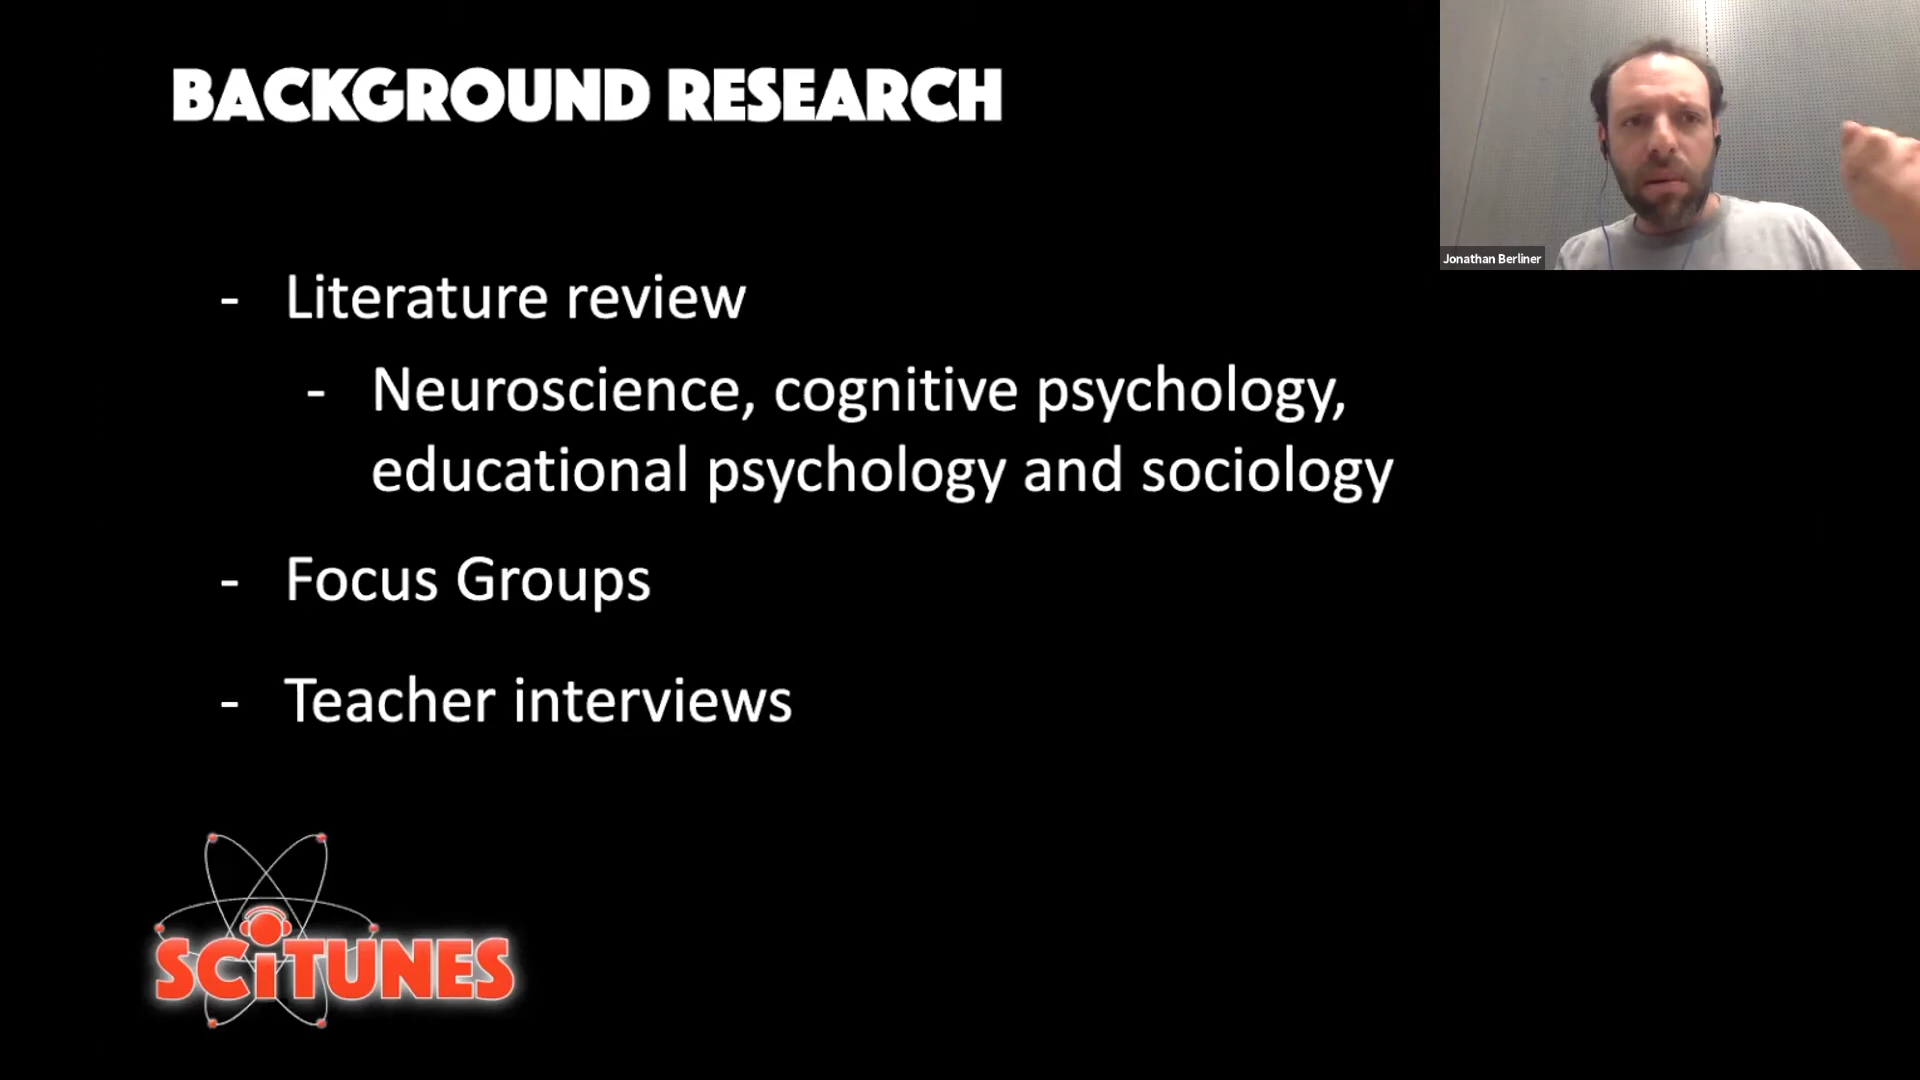 BACKGROUND RESEARCH
Jonathan Berliner
- Literature review
- Neuroscience, cognitive psychology,
educational psychology and sociology
- Focus Groups
- Teacher interviews
SCiTUNES